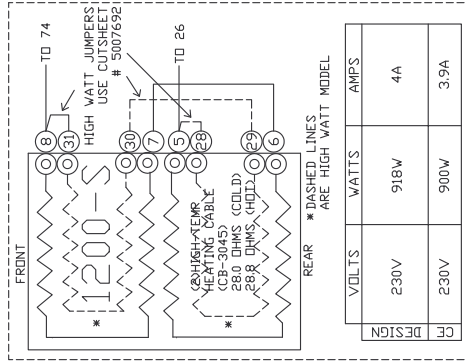 FRONT
8
TO 74
31
HIGH WATT JUMPERS
USE CUTSHEET
# 5007692
1200-S
*
30
7
5
TO 26
28
(2)HIGH TEMP
HEATING CABLE
(CB-3045)
28.0 OHMS (COLD)
28.8 OHMS (HOT)
*
29
6
REAR
*DASHED LINES
ARE HIGH WATT MODEL
VOLTS WATTS AMPS
DESIGN 230V 918W 4A
CE 230V 900W 3.9A